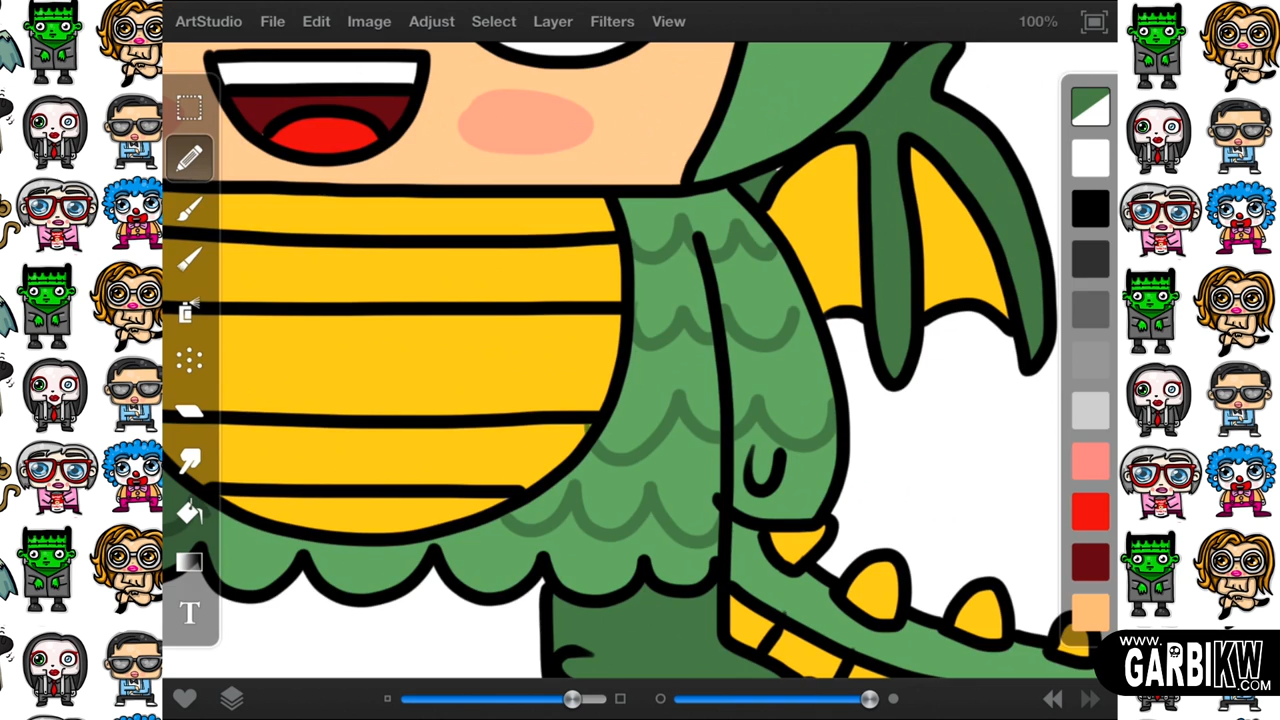 ArtStudio File Edit Image Adjust Select Layer Filters View 100%
T
www.
GARBIKW
.COM